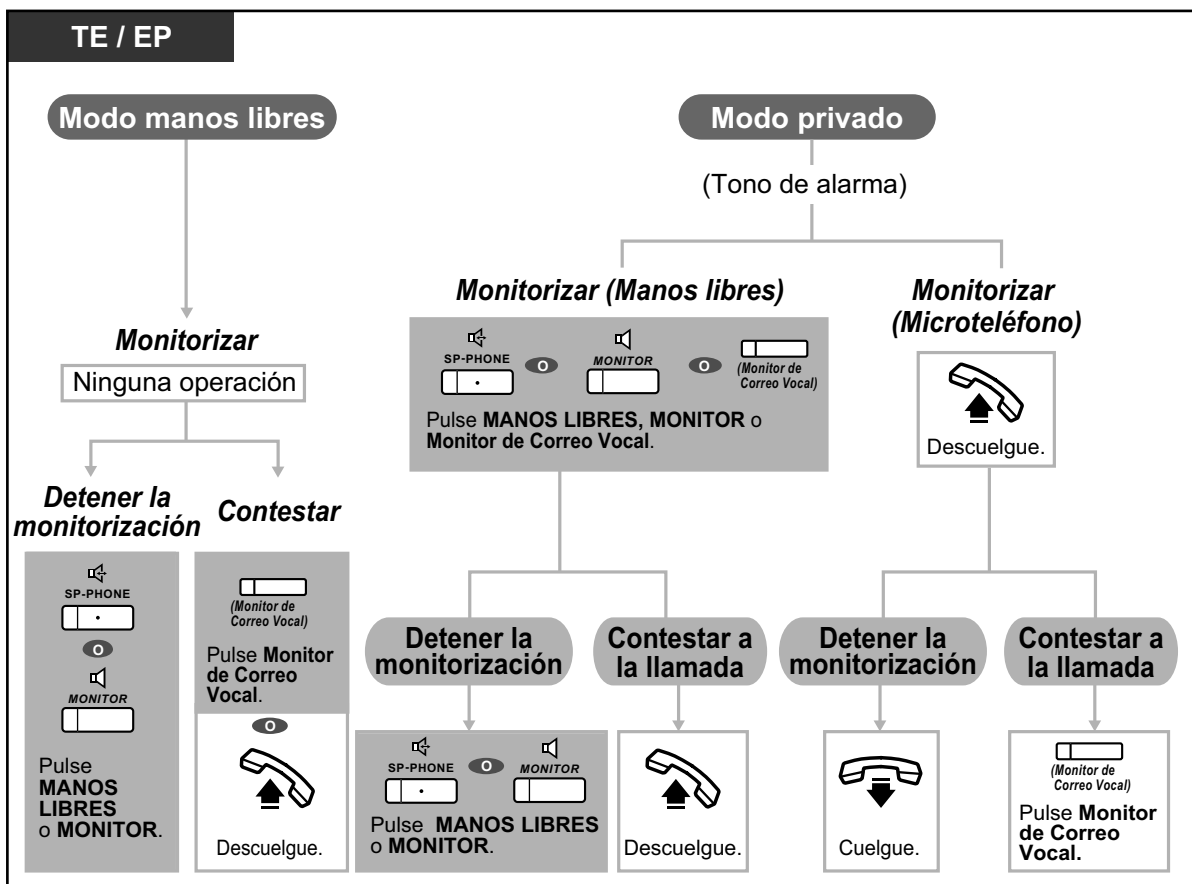 TE / EP
Modo manos libres
Monitorizar
Ninguna operación
Detener la
monitorización
SP-PHONE
O
MONITOR
Pulse
MANOS
LIBRES
o MONITOR.
Contestar
(Monitor de
Correo Vocal)
Pulse Monitor
de Correo
Vocal.
O
Descuelgue.
Modo privado
(Tono de alarma)
Monitorizar (Manos libres)
SP-PHONE
O
MONITOR
O
(Monitor de
Correo Vocal)
Pulse MANOS LIBRES, MONITOR o
Monitor de Correo Vocal.
Detener la
monitorización
SP-PHONE
O
MONITOR
Pulse MANOS LIBRES
o MONITOR.
Contestar a
la llamada
Descuelgue.
Monitorizar
(Microteléfono)
Descuelgue.
Detener la
monitorización
Cuelgue.
Contestar a
la llamada
(Monitor de
Correo Vocal)
Pulse Monitor
de Correo
Vocal.